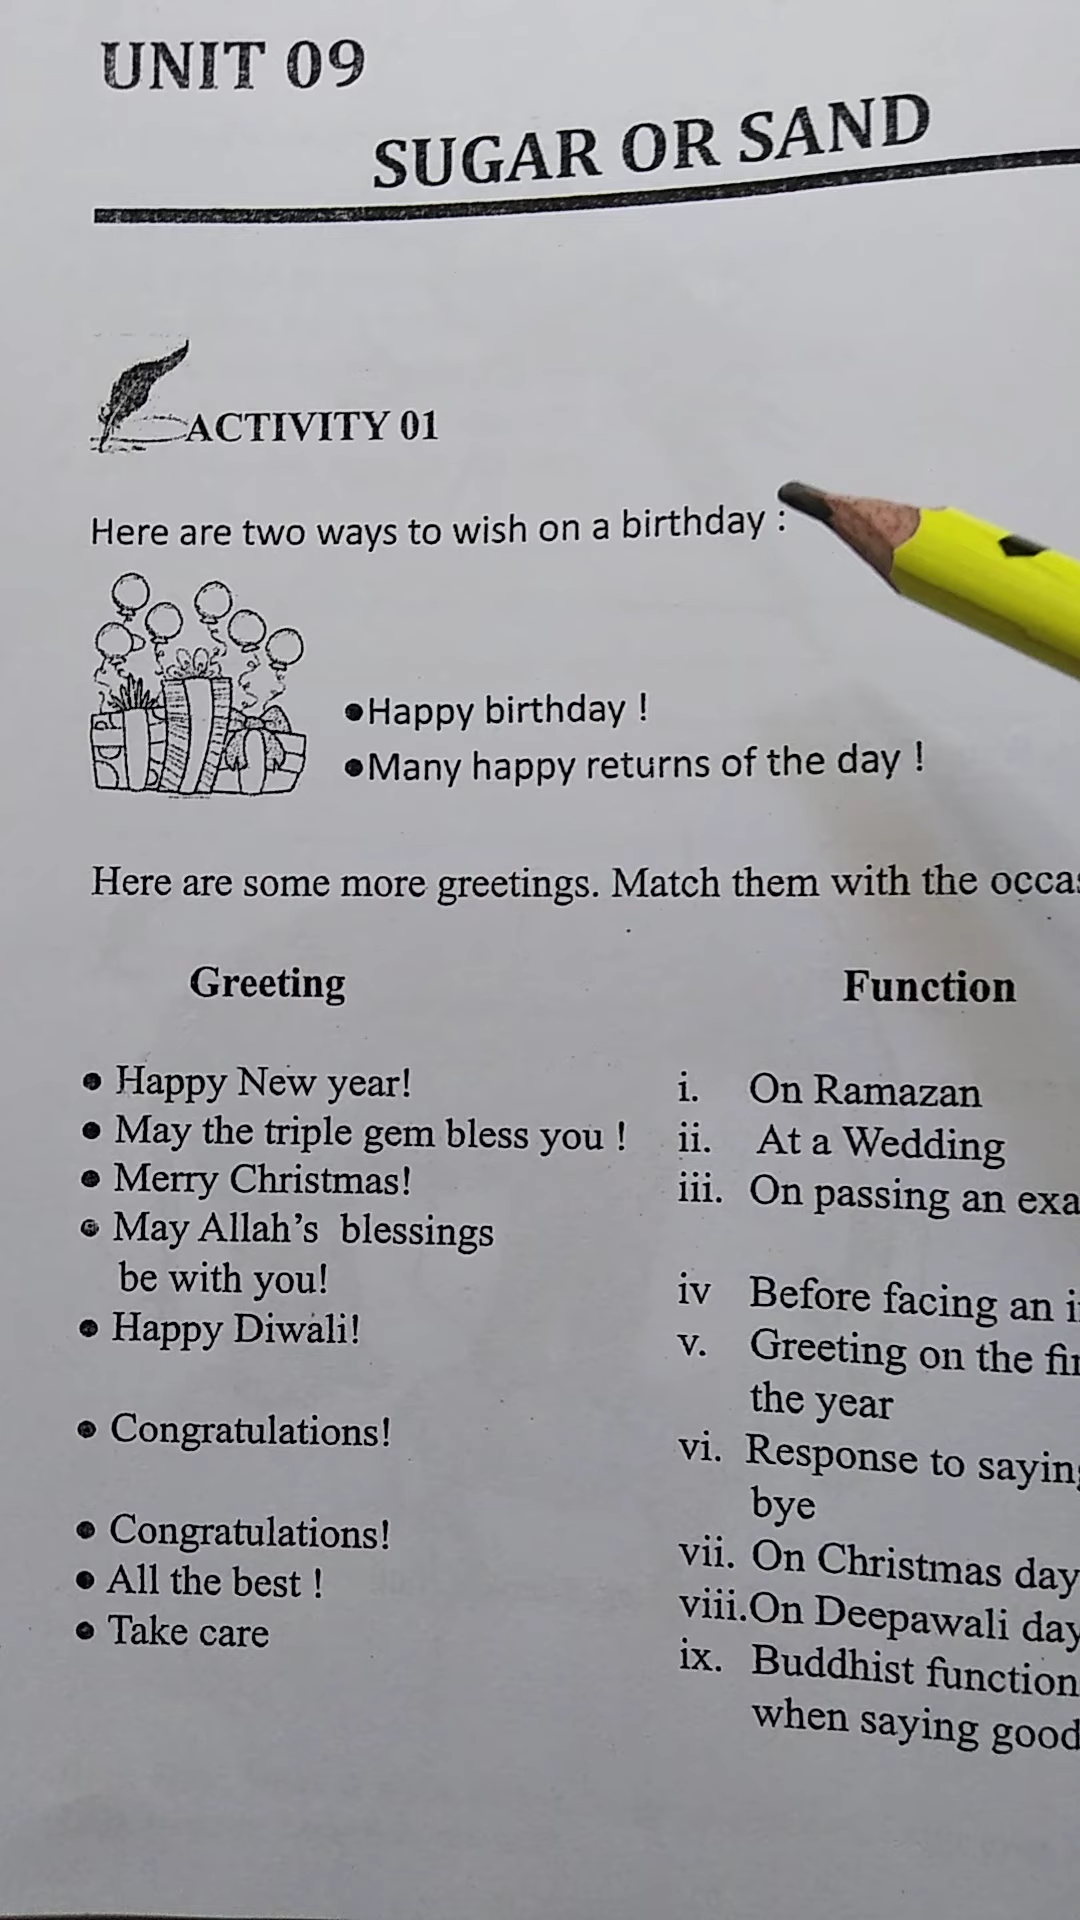 UNIT 09
SUGAR OR SAND
ACTIVITY 01
Here are two ways to wish on a birthday :
●Happy birthday !
●Many happy returns of the day !
Here are some more greetings. Match them with the
Greeting
Function
● Happy New year!
● May the triple gem bless you !
● Merry Christmas!
● May Allah’s blessings
be with you!
● Happy Diwali!
● Congratulations!
● Congratulations!
● All the best !
● Take care
i. On Ramazan
ii. At a Wedding
iii. On passing an
iv Before facing an
v. Greeting on the
the year
vi. Response to
bye
vii. On Christmas day
viii.On Deepawali day
ix. Buddhist function
when saying